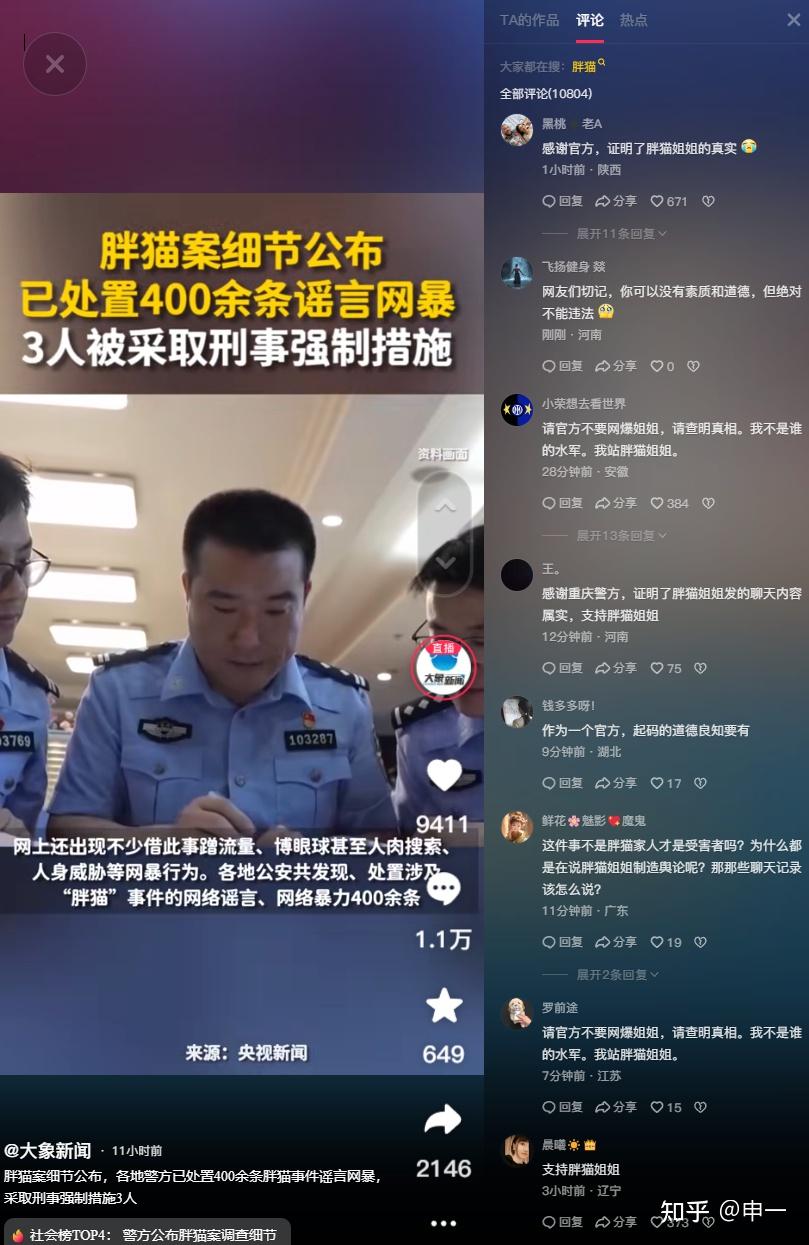 胖猫案细节公布
已处置400余条谣言网暴
3人被采取刑事强制措施
资料画面
03769
103287
直播
大象新闻
9411
网上还出现不少借此事蹭流量、博眼球甚至人肉搜索、
人身威胁等网暴行为。各地公安共发现、处置涉及
“胖猫”事件的网络谣言、网络暴力400余条
1.1万
649
来源：央视新闻
2146
@大象新闻 · 11小时前
胖猫案细节公布，各地警方已处置400余条胖猫事件谣言网暴，
采取刑事强制措施3人
社会榜TOP4： 警方公布胖猫案调查细节
TA的作品 评论 热点
大家都在搜：胖猫
全部评论(10804)
黑桃 老A
感谢官方，证明了胖猫姐姐的真实😭
1小时前 · 陕西
回复 分享 671
展开11条回复
飞扬健身 燚
网友们切记，你可以没有素质和道德，但绝对
不能违法
刚刚 · 河南
回复 分享 0
小荣想去看世界
请官方不要网爆姐姐，请查明真相。我不是谁
的水军。我站胖猫姐姐。
28分钟前 · 安徽
回复 分享 384
展开13条回复
王。
感谢重庆警方，证明了胖猫姐姐发的聊天内容
属实，支持胖猫姐姐
12分钟前 · 河南
回复 分享 75
钱多多呀！
作为一个官方，起码的道德良知要有
9分钟前 · 湖北
回复 分享 17
鲜花🌸魅影💘魔鬼
这件事不是胖猫家人才是受害者吗？为什么都
是在说胖猫姐姐制造舆论呢？那那些聊天记录
该怎么说？
11分钟前 · 广东
回复 分享 19
展开2条回复
罗前途
请官方不要网爆姐姐，请查明真相。我不是谁
的水军。我站胖猫姐姐。
7分钟前 · 江苏
回复 分享 15
晨曦☀️👑
支持胖猫姐姐
3小时前 · 辽宁
回复 分享 373
知乎 @申一